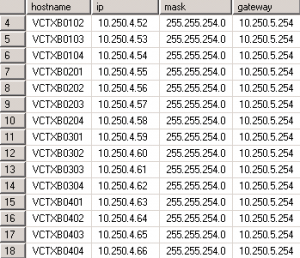 hostname ip mask gateway
4 VCTXB0102 10.250.4.52 255.255.254.0 10.250.5.254
5 VCTXB0103 10.250.4.53 255.255.254.0 10.250.5.254
6 VCTXB0104 10.250.4.54 255.255.254.0 10.250.5.254
7 VCTXB0201 10.250.4.55 255.255.254.0 10.250.5.254
8 VCTXB0202 10.250.4.56 255.255.254.0 10.250.5.254
9 VCTXB0203 10.250.4.57 255.255.254.0 10.250.5.254
10 VCTXB0204 10.250.4.58 255.255.254.0 10.250.5.254
11 VCTXB0301 10.250.4.59 255.255.254.0 10.250.5.254
12 VCTXB0302 10.250.4.60 255.255.254.0 10.250.5.254
13 VCTXB0303 10.250.4.61 255.255.254.0 10.250.5.254
14 VCTXB0304 10.250.4.62 255.255.254.0 10.250.5.254
15 VCTXB0401 10.250.4.63 255.255.254.0 10.250.5.254
16 VCTXB0402 10.250.4.64 255.255.254.0 10.250.5.254
17 VCTXB0403 10.250.4.65 255.255.254.0 10.250.5.254
18 VCTXB0404 10.250.4.66 255.255.254.0 10.250.5.254